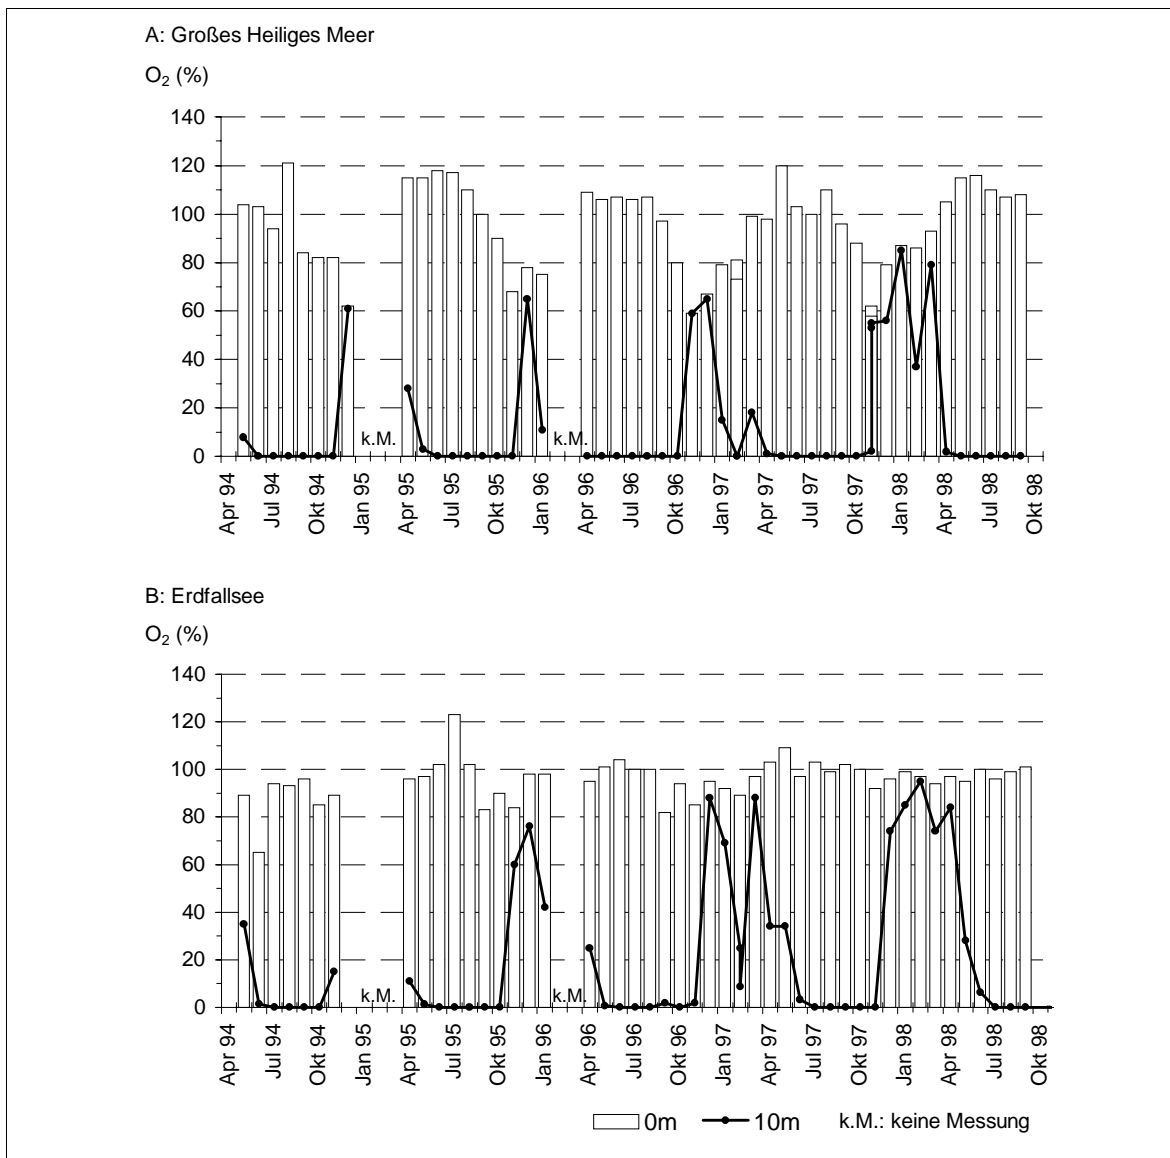 A: Großes Heiliges Meer
O2 (%)
140
120
100
80
60
40
20
0
k.M.
k.M.
Apr 94
Jul 94
Okt 94
Jan 95
Apr 95
Jul 95
Okt 95
Jan 96
Apr 96
Jul 96
Okt 96
Jan 97
Apr 97
Jul 97
Okt 97
Jan 98
Apr 98
Jul 98
Okt 98
B: Erdfallsee
O2 (%)
140
120
100
80
60
40
20
0
k.M.
k.M.
Apr 94
Jul 94
Okt 94
Jan 95
Apr 95
Jul 95
Okt 95
Jan 96
Apr 96
Jul 96
Okt 96
Jan 97
Apr 97
Jul 97
Okt 97
Jan 98
Apr 98
Jul 98
Okt 98
0m 10m k.M.: keine Messung